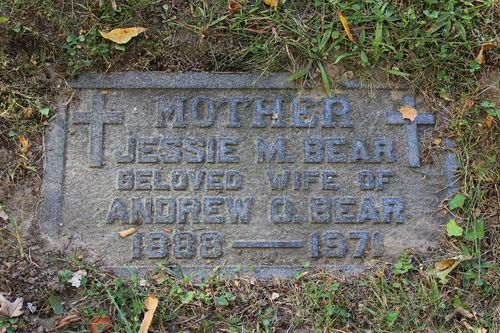 MOTHER
JESSIE M. BEAR
BELOVED WIFE OF
ANDREW Q. BEAR
1888 — 1971